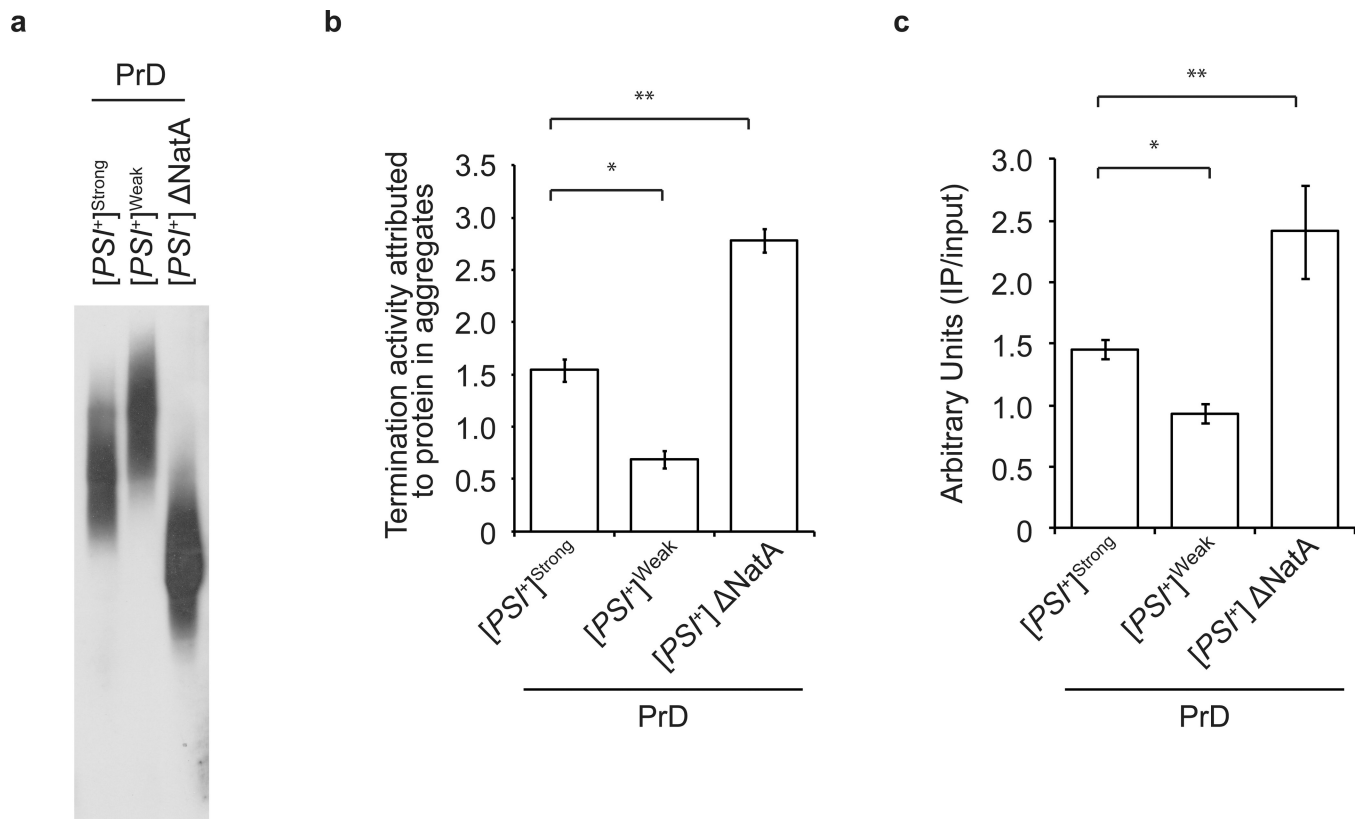 a
PrD
[PSI+]Strong
[PSI+]Weak
[PSI+] ΔNatA
b
**
*
Termination activity attributed
to protein in aggregates
3.5
3.0
2.5
2.0
1.5
1.0
0.5
0
[PSI+]Strong
[PSI+]Weak
[PSI+] ΔNatA
PrD
c
**
*
Arbitrary Units (IP/input)
3.0
2.5
2.0
1.5
1.0
0.5
0
[PSI+]Strong
[PSI+]Weak
[PSI+] ΔNatA
PrD